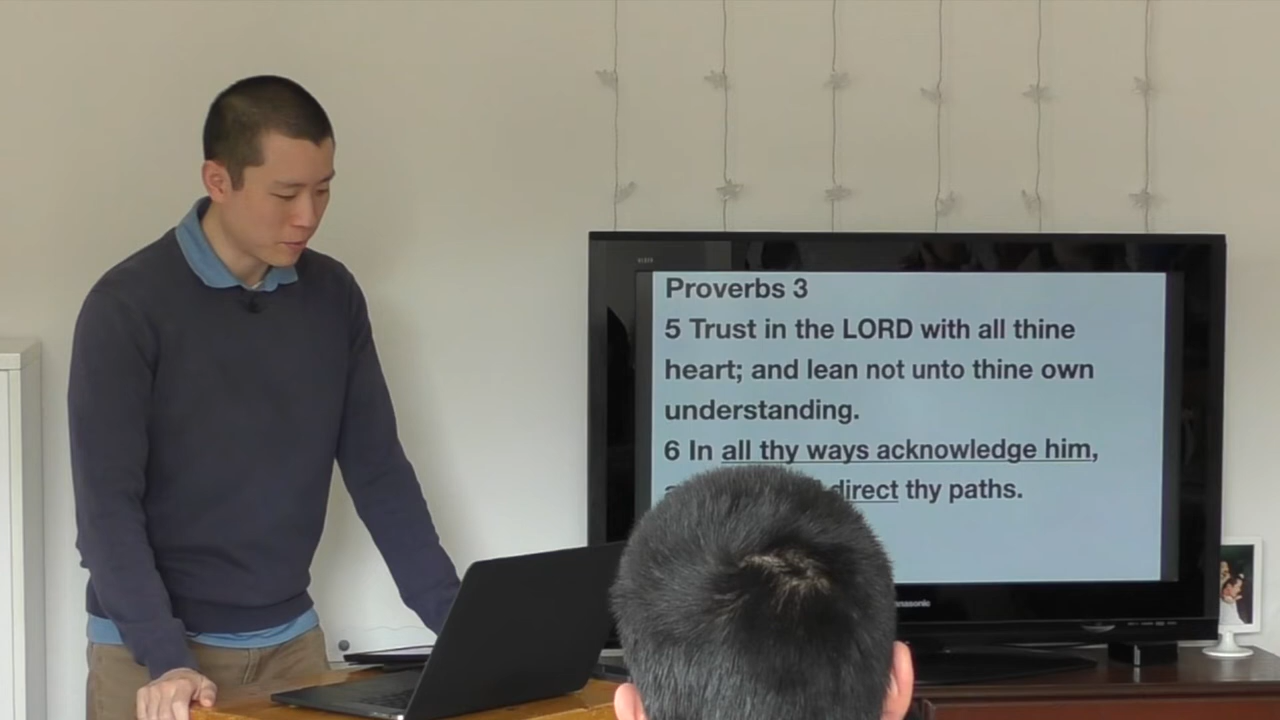 Proverbs 3
5 Trust in the LORD with all thine
heart; and lean not unto thine own
understanding.
6 In all thy ways acknowledge him,
direct thy paths.
Panasonic